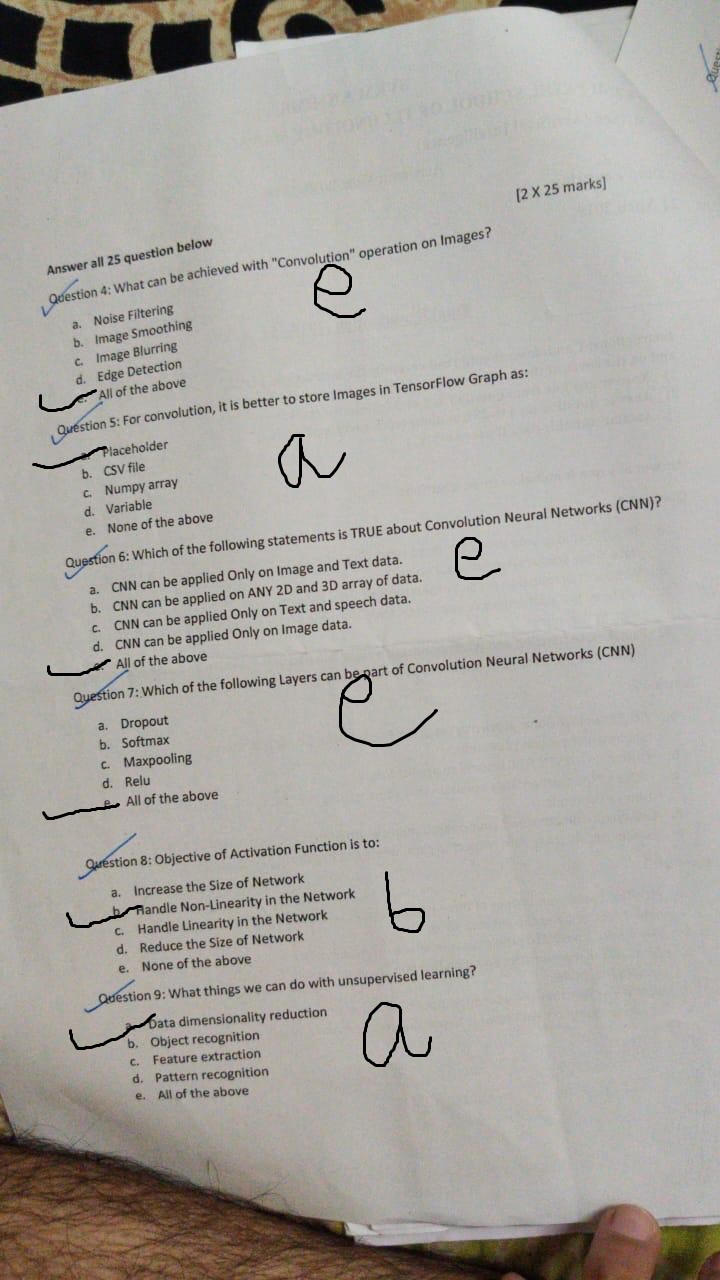 [2 X 25 marks]
Answer all 25 question below
Question 4: What can be achieved with "Convolution" operation on Images?
e
a. Noise Filtering
b. Image Smoothing
c. Image Blurring
d. Edge Detection
e. All of the above
Question 5: For convolution, it is better to store Images in TensorFlow Graph as:
a. Placeholder
a
b. CSV file
c. Numpy array
d. Variable
e. None of the above
Question 6: Which of the following statements is TRUE about Convolution Neural Networks (CNN)?
e
a. CNN can be applied Only on Image and Text data.
b. CNN can be applied on ANY 2D and 3D array of data.
c. CNN can be applied Only on Text and speech data.
d. CNN can be applied Only on Image data.
e. All of the above
Question 7: Which of the following Layers can be part of Convolution Neural Networks (CNN)
e
a. Dropout
b. Softmax
c. Maxpooling
d. Relu
e. All of the above
Question 8: Objective of Activation Function is to:
a. Increase the Size of Network
b. Handle Non-Linearity in the Network
b
c. Handle Linearity in the Network
d. Reduce the Size of Network
e. None of the above
Question 9: What things we can do with unsupervised learning?
a. Data dimensionality reduction
a
b. Object recognition
c. Feature extraction
d. Pattern recognition
e. All of the above